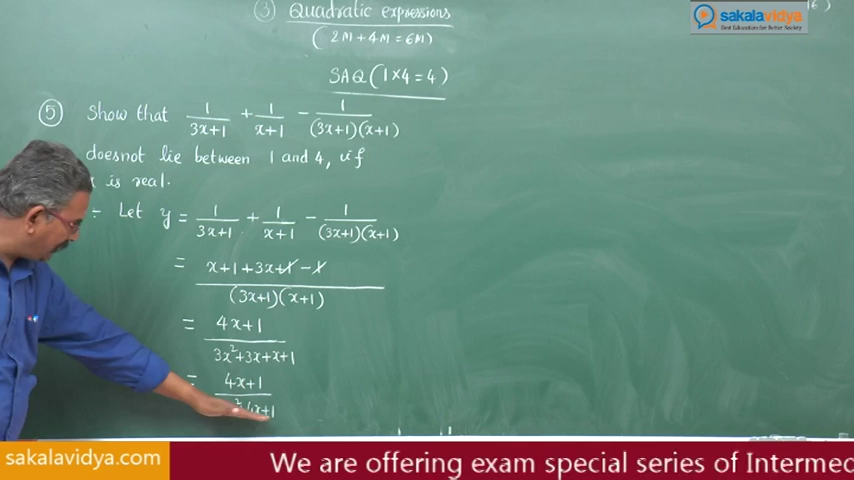 ③ Quadratic expressions
(2M+4M=6M)
sakalavidya
Best Education for Better Society
SAQ (1×4=4)
⑤ Show that 1/(3x+1) + 1/(x+1) − 1/((3x+1)(x+1))
doesnot lie between 1 and 4, if
x is real.
:- Let y = 1/(3x+1) + 1/(x+1) − 1/((3x+1)(x+1))
= (x+1+3x+1−1)/((3x+1)(x+1))
= (4x+1)/(3x²+3x+x+1)
= (4x+1)/(² 4x+1)
sakalavidya.com
We are offering exam special series of Intermed